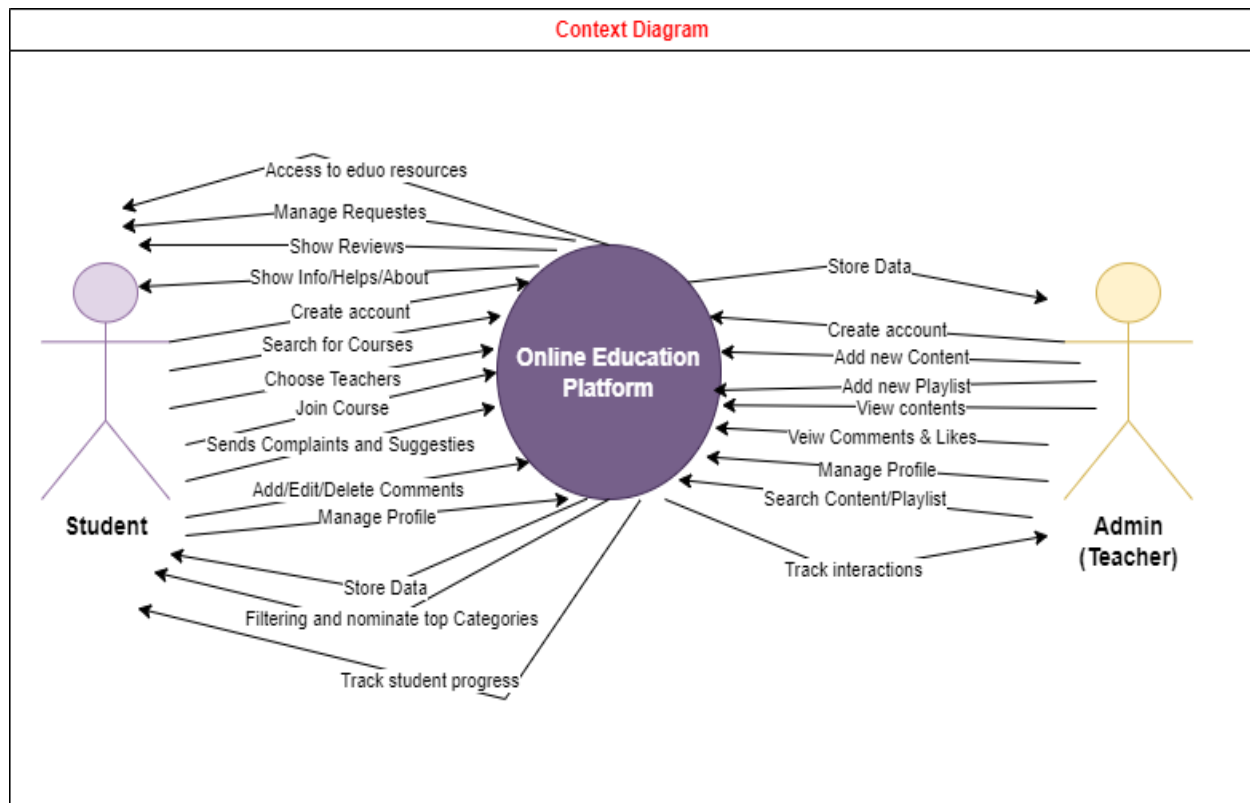 Context Diagram
Access to eduo resources
Manage Requestes
Show Reviews
Show Info/Helps/About
Create account
Search for Courses
Choose Teachers
Join Course
Sends Complaints and Suggesties
Add/Edit/Delete Comments
Manage Profile
Student
Store Data
Filtering and nominate top Categories
Track student progress
Online Education
Platform
Store Data
Create account
Add new Content
Add new Playlist
View contents
Veiw Comments & Likes
Manage Profile
Search Content/Playlist
Track interactions
Admin
(Teacher)